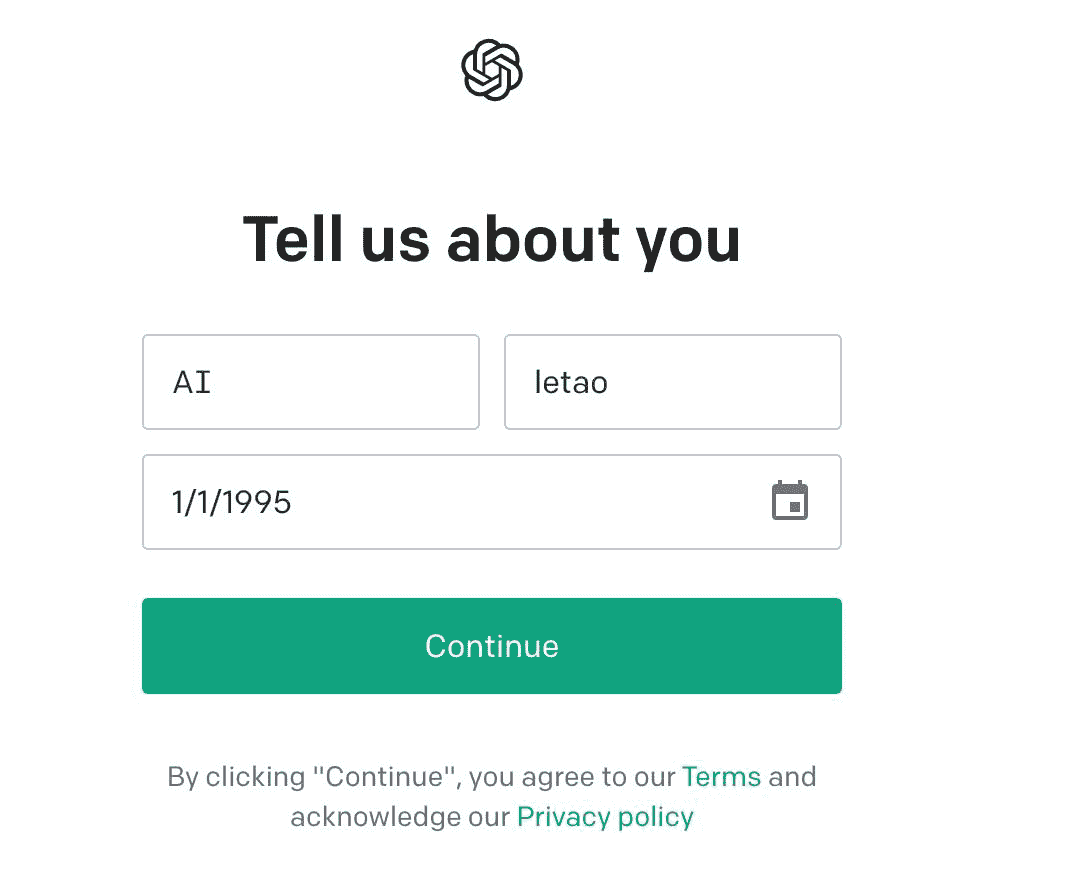 Tell us about you
AI
letao
1/1/1995
Continue
By clicking "Continue", you agree to our Terms and
acknowledge our Privacy policy